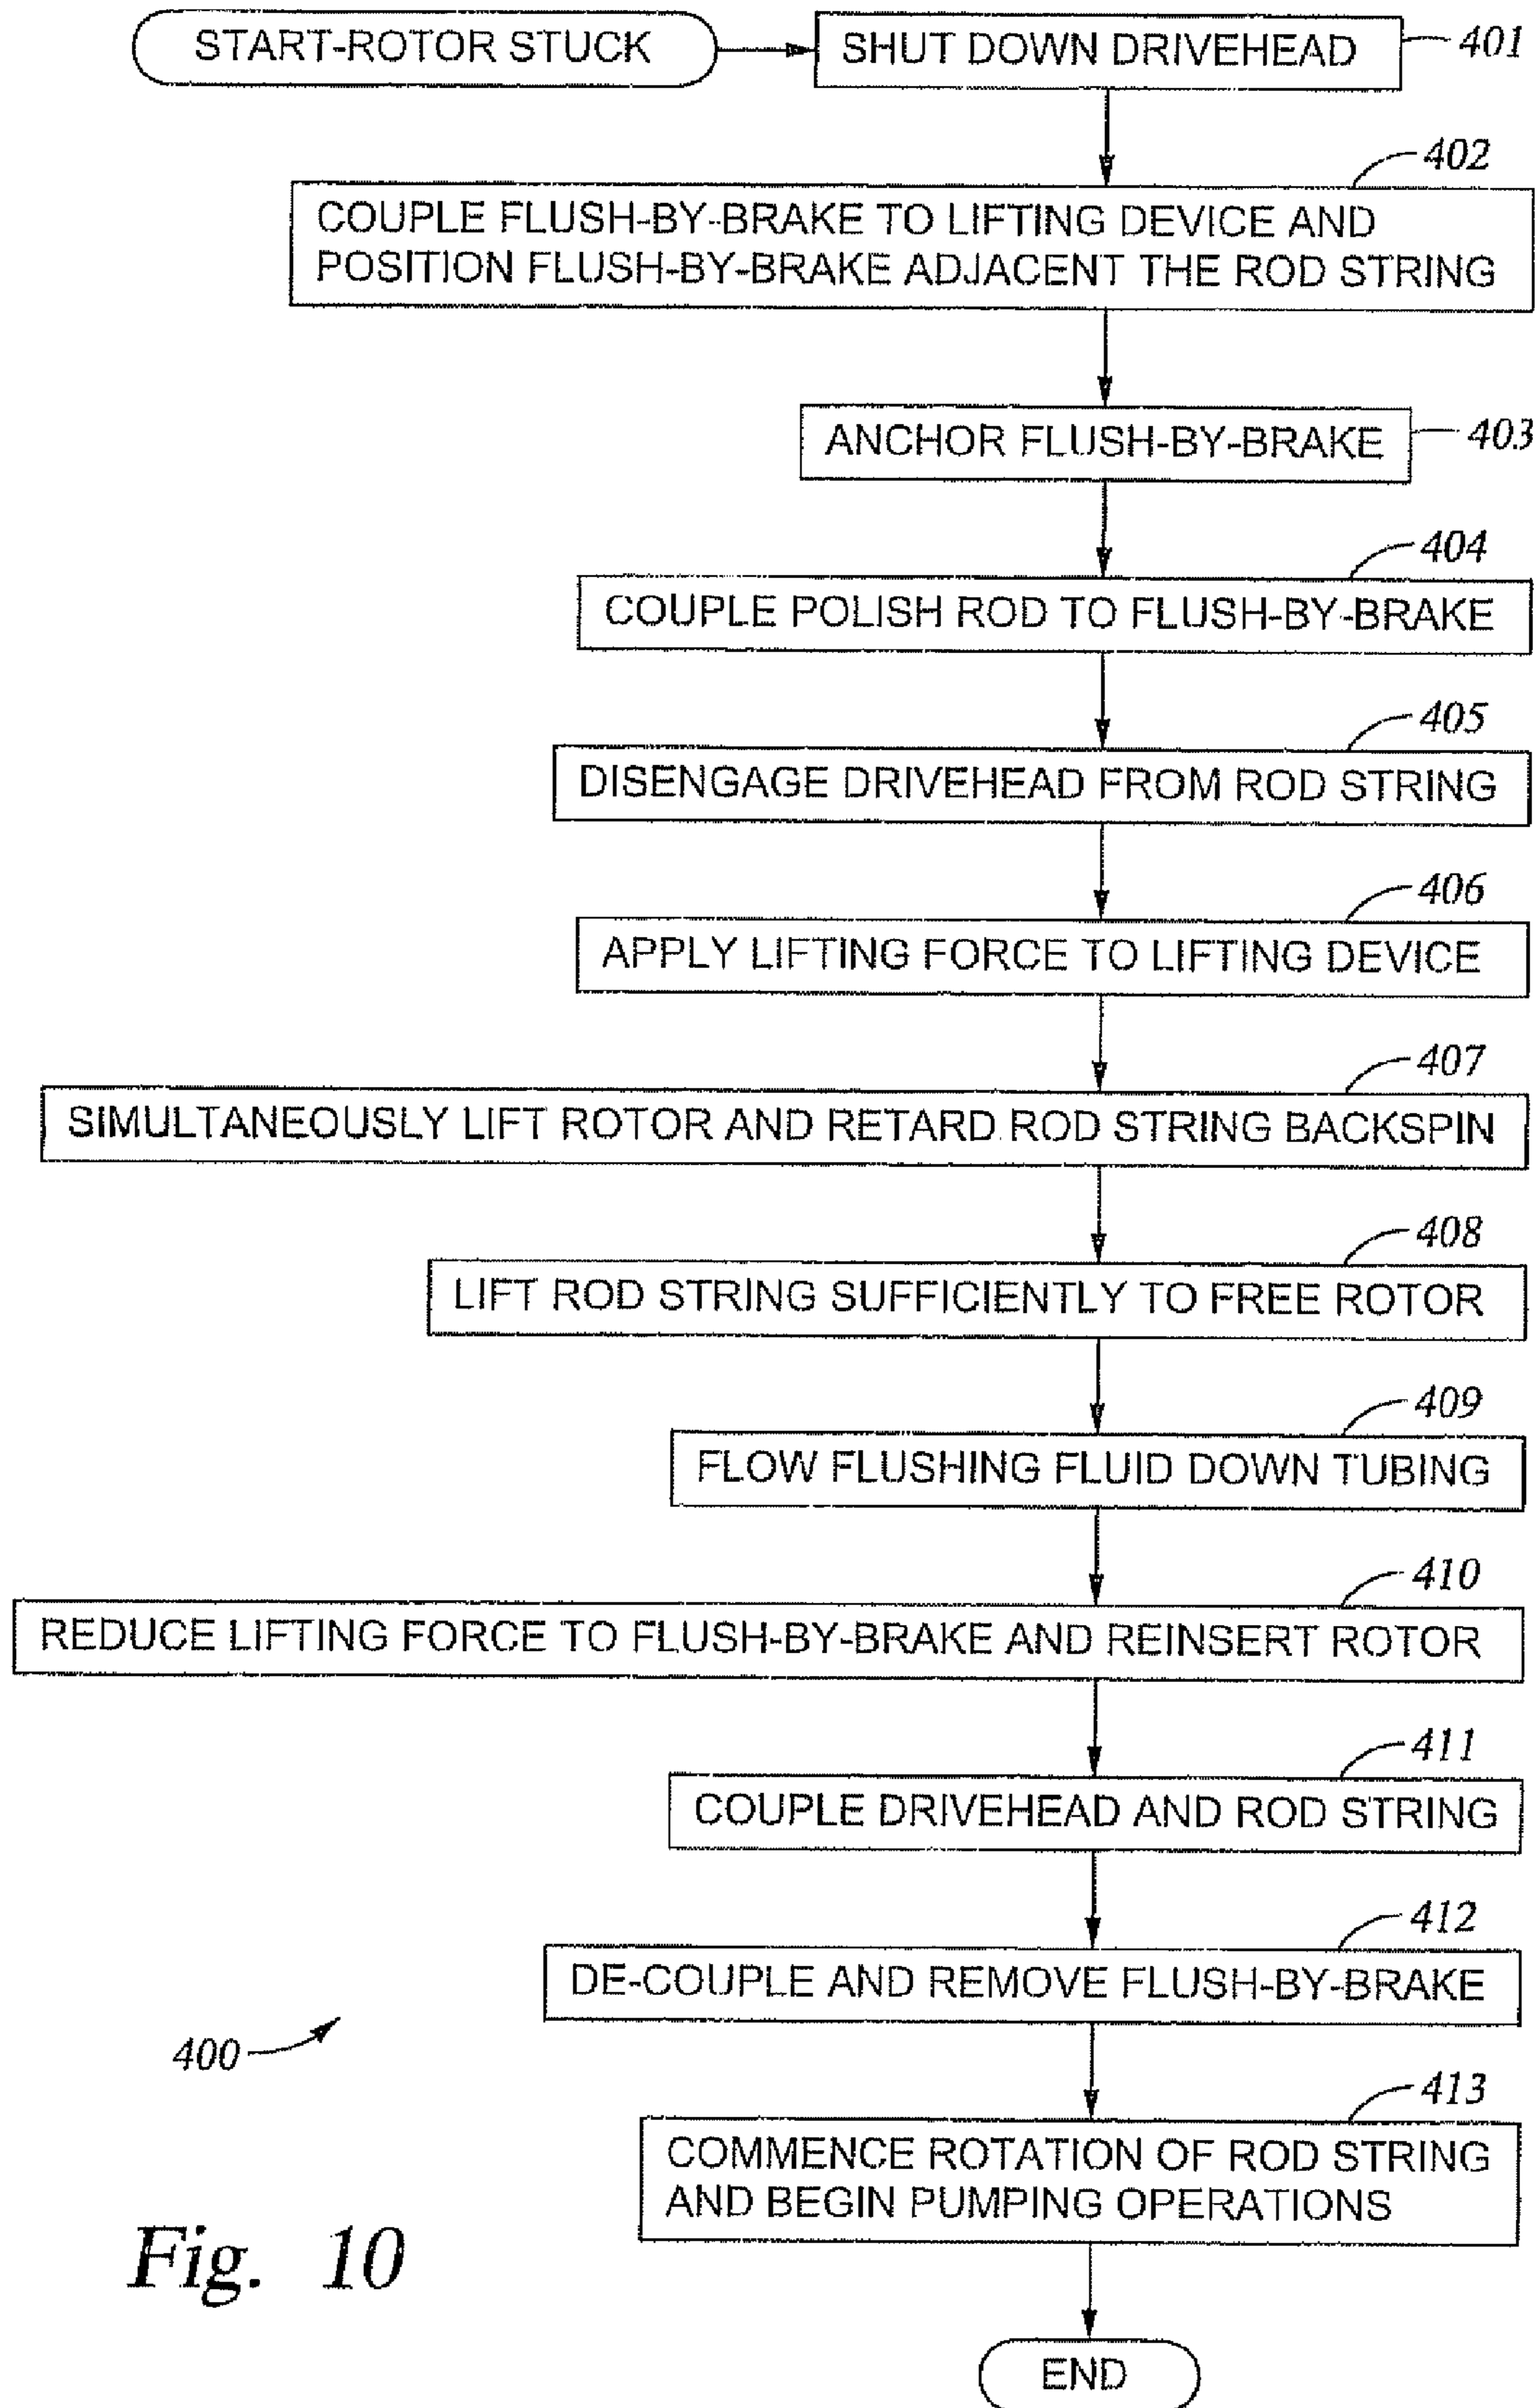 START-ROTOR STUCK
SHUT DOWN DRIVEHEAD
401
402
COUPLE FLUSH-BY-BRAKE TO LIFTING DEVICE AND
POSITION FLUSH-BY-BRAKE ADJACENT THE ROD STRING
ANCHOR FLUSH-BY-BRAKE
403
404
COUPLE POLISH ROD TO FLUSH-BY-BRAKE
405
DISENGAGE DRIVEHEAD FROM ROD STRING
406
APPLY LIFTING FORCE TO LIFTING DEVICE
407
SIMULTANEOUSLY LIFT ROTOR AND RETARD ROD STRING BACKSPIN
408
LIFT ROD STRING SUFFICIENTLY TO FREE ROTOR
409
FLOW FLUSHING FLUID DOWN TUBING
410
REDUCE LIFTING FORCE TO FLUSH-BY-BRAKE AND REINSERT ROTOR
411
COUPLE DRIVEHEAD AND ROD STRING
412
DE-COUPLE AND REMOVE FLUSH-BY-BRAKE
400
413
COMMENCE ROTATION OF ROD STRING
AND BEGIN PUMPING OPERATIONS
Fig. 10
END